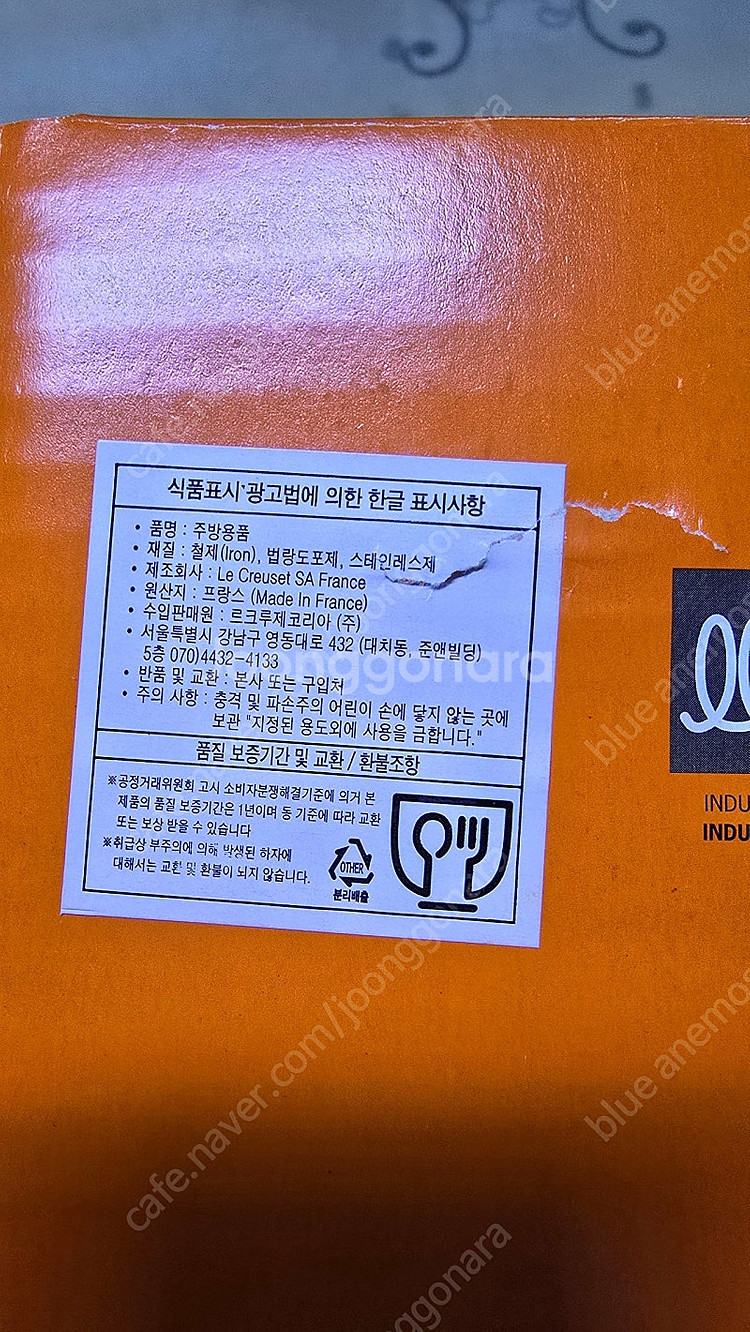 식품표시·광고법에 의한 한글 표시사항
• 품명 : 주방용품
• 재질 : 철제(Iron), 법랑도포제, 스테인레스제
• 제조회사 : Le Creuset SA France
• 원산지 : 프랑스 (Made In France)
• 수입판매원 : 르크루제코리아 (주)
• 서울특별시 강남구 영동대로 432 (대치동, 준앤빌딩)
5층 070)4432-4133
• 반품 및 교환 : 본사 또는 구입처
• 주의 사항 : 충격 및 파손주의 어린이 손에 닿지 않는 곳에
보관 "지정된 용도외에 사용을 금합니다."
품질 보증기간 및 교환 / 환불조항
※공정거래위원회 고시 소비자분쟁해결기준에 의거 본
제품의 품질 보증기간은 1년이며 동 기준에 따라 교환
또는 보상 받을 수 있습니다
※취급상 부주의에 의해 발생된 하자에
대해서는 교환 및 환불이 되지 않습니다.
OTHER
분리배출
INDU
INDU
joonggonara
cafe.naver.com/joonggonara
blue anemo
blue anemos
blue anemos